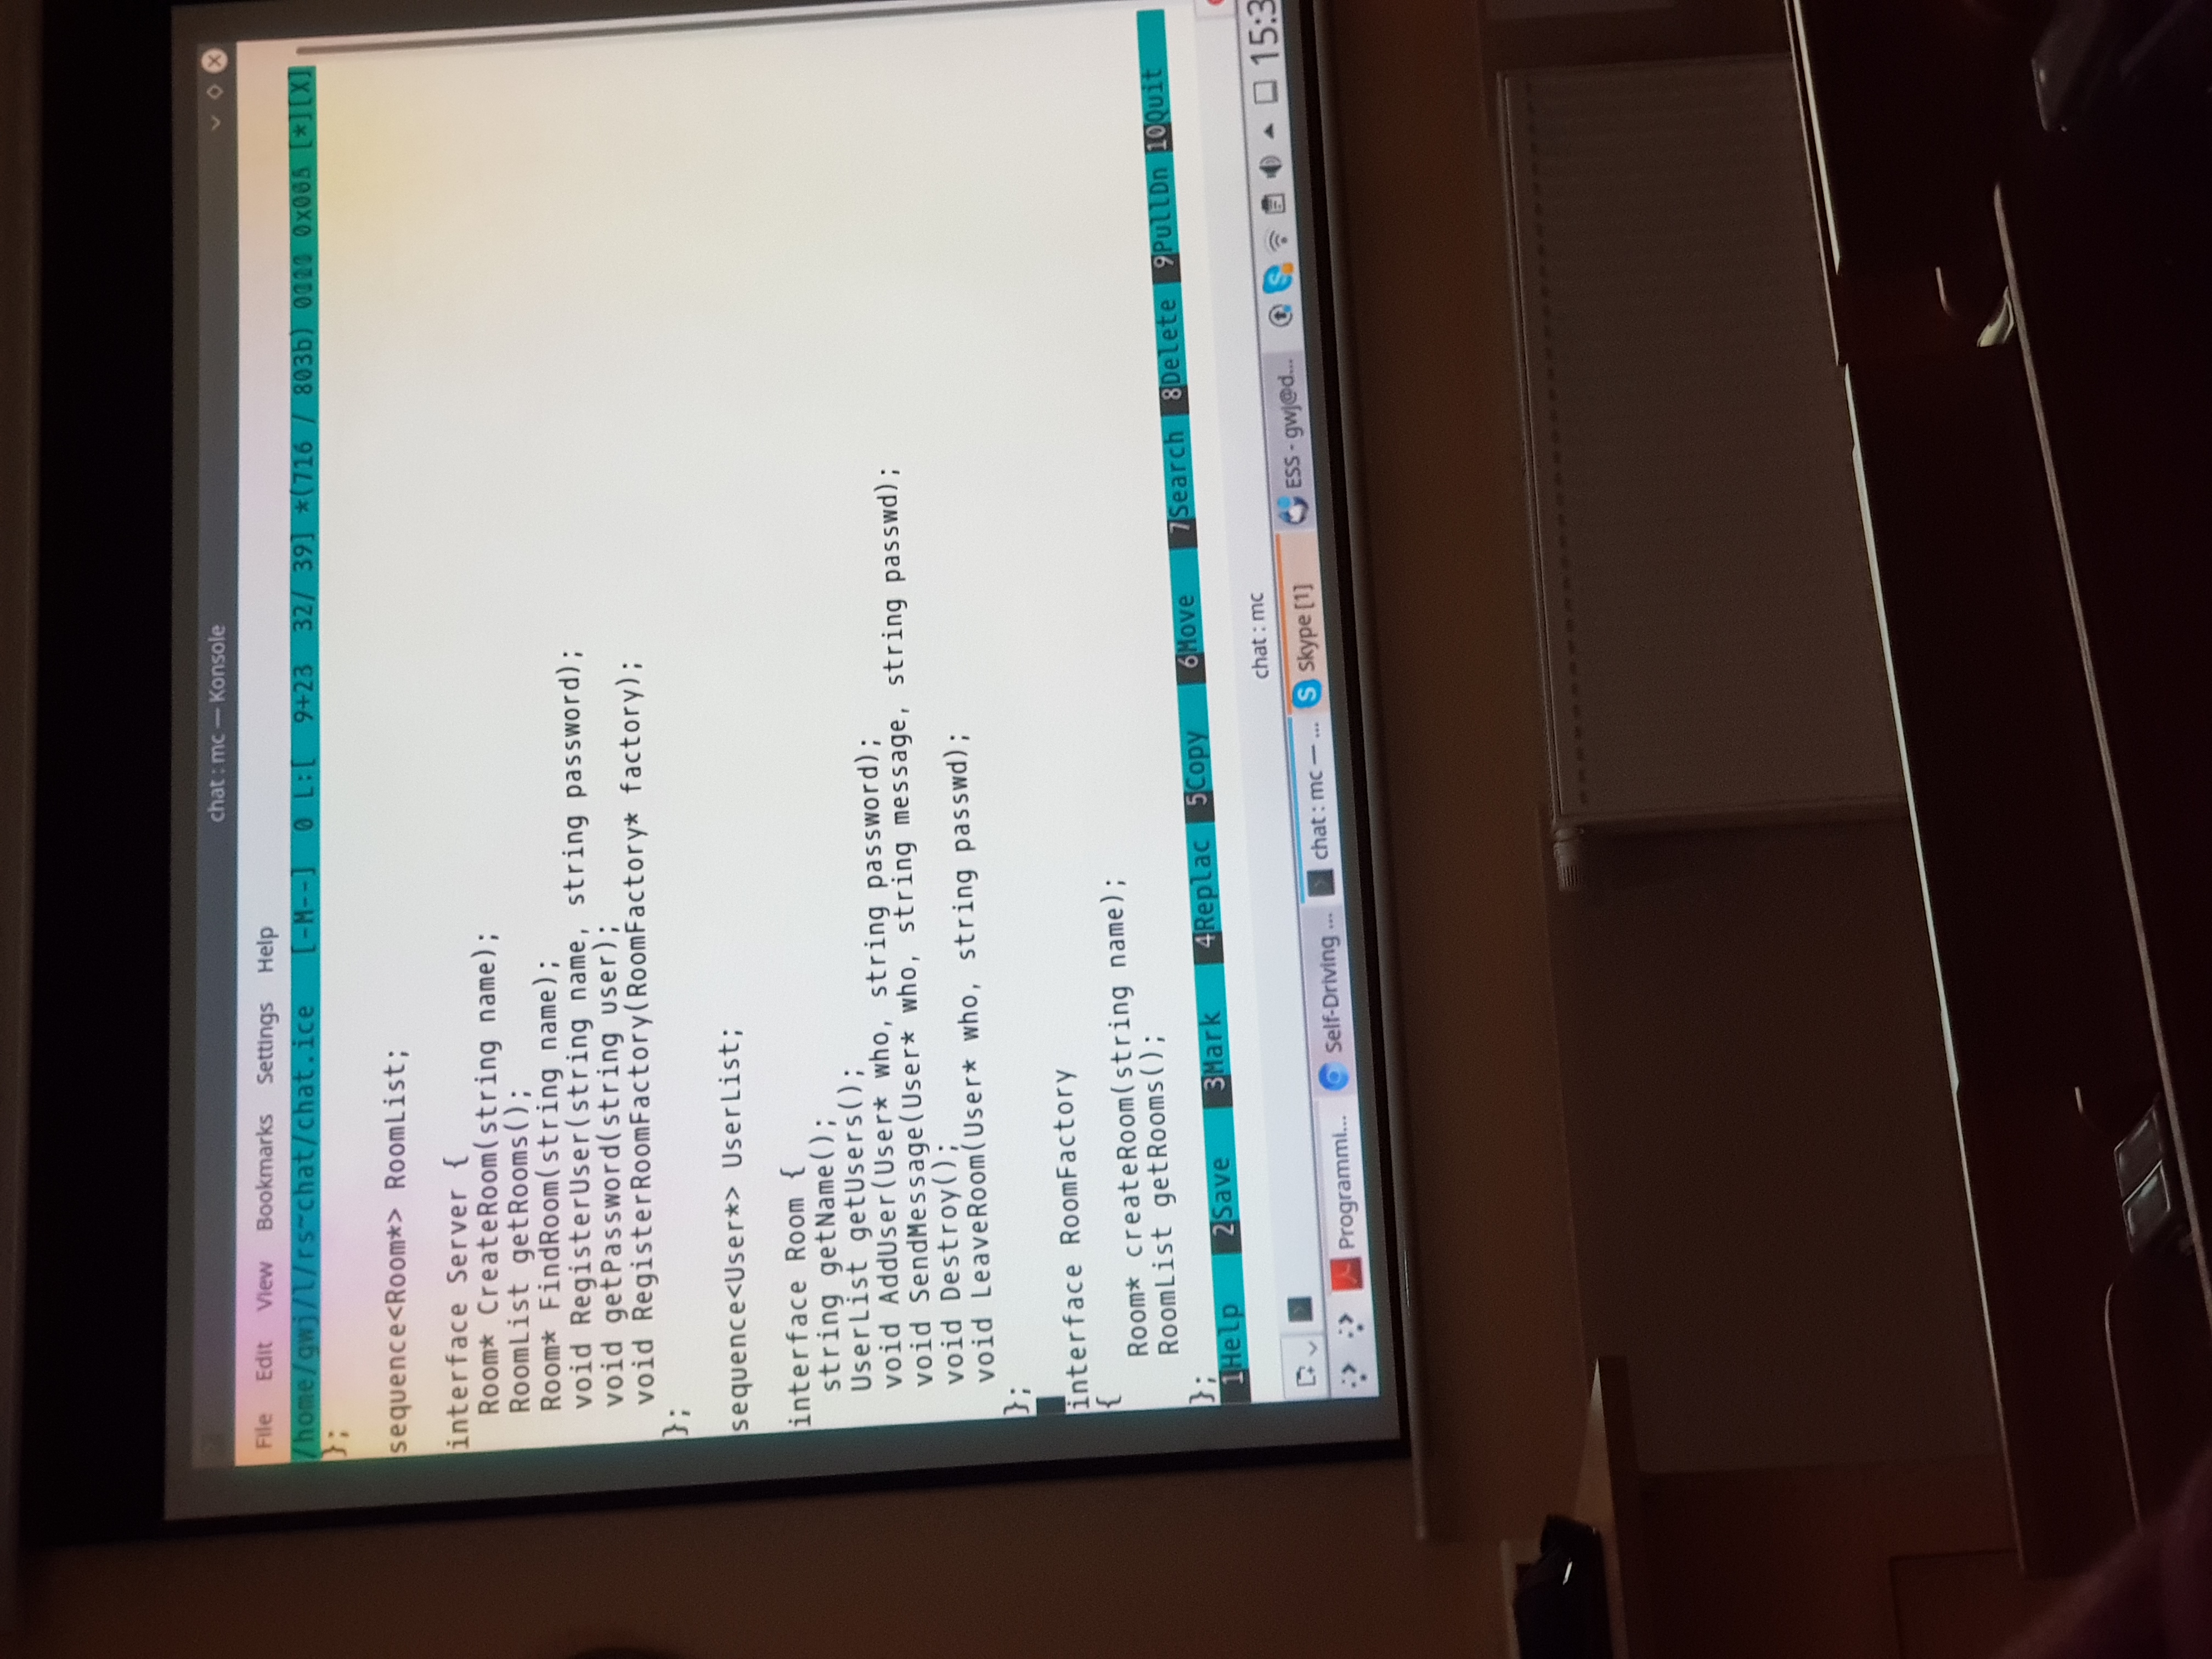 chat : mc — Konsole
File Edit View Bookmarks Settings Help
/home/gwj/l/rs~chat/chat.ice [-M--] 0 L:[ 9+23 32/ 39] *(716 / 803b) [*][X]
};
sequence<Room*> RoomList;
interface Server {
Room* CreateRoom(string name);
RoomList getRooms();
Room* FindRoom(string name);
void RegisterUser(string name, string password);
void getPassword(string user);
void RegisterRoomFactory(RoomFactory* factory);
};
sequence<User*> UserList;
interface Room {
string getName();
UserList getUsers();
void AddUser(User* who, string password);
void SendMessage(User* who, string message, string passwd);
void Destroy();
void LeaveRoom(User* who, string passwd);
};
interface RoomFactory
{
Room* createRoom(string name);
RoomList getRooms();
};
1Help 2Save 3Mark 4Replac 5Copy 6Move 7Search 8Delete 9PullDn 10Quit
chat : mc
Programmi... Self-Driving ... chat : mc — ... Skype [1] ESS - gwj@d... 15:3